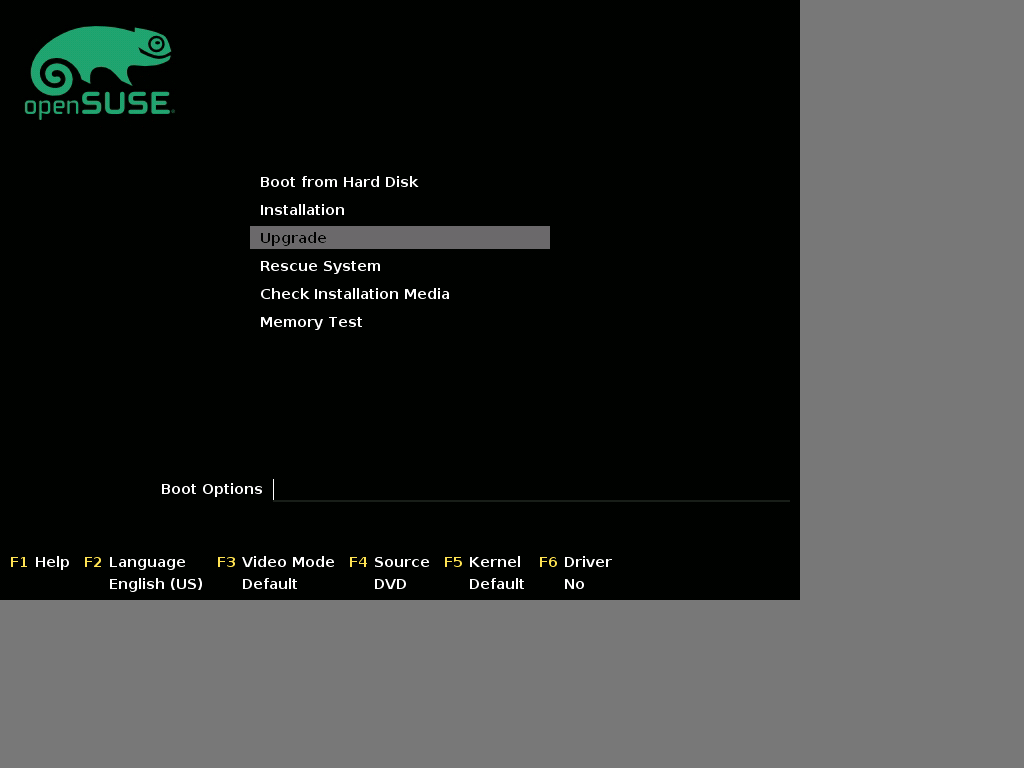 openSUSE
Boot from Hard Disk
Installation
Upgrade
Rescue System
Check Installation Media
Memory Test
Boot Options
F1 Help F2 Language F3 Video Mode F4 Source F5 Kernel F6 Driver
English (US) Default DVD Default No